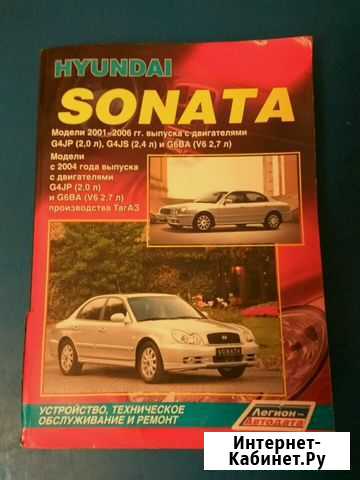 HYUNDAI
SONATA
Модели 2001-2006 гг. выпуска с двигателями
G4JP (2,0 л), G4JS (2,4 л) и G6BA (V6 2,7 л)
Модели
с 2004 года выпуска
с двигателями
G4JP (2,0 л)
и G6BA (V6 2,7 л)
производства ТагАЗ
SONATA
УСТРОЙСТВО, ТЕХНИЧЕСКОЕ
ОБСЛУЖИВАНИЕ И РЕМОНТ
Легион-
Автодата
Интернет-
Кабинет.Ру